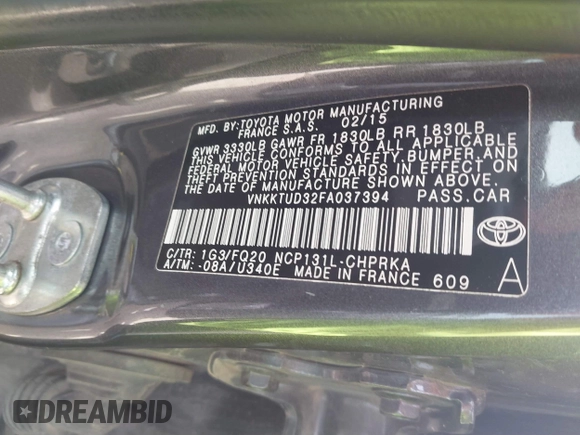 MFD. BY:TOYOTA MOTOR MANUFACTURING
FRANCE S.A.S. 02/15
GVWR 3330LB GAWR FR 1830LB RR 1830LB
THIS VEHICLE CONFORMS TO ALL APPLICABLE
FEDERAL MOTOR VEHICLE SAFETY,BUMPER,AND
THEFT PREVENTION STANDARDS IN EFFECT ON
THE DATE OF MANUFACTURE SHOWN ABOVE.
VNKKTUD32FA037394 PASS.CAR
C/TR: 1G3/FQ20 NCP131L-CHPRKA
A/TM: -08A/U340E MADE IN FRANCE 609
A
DREAMBID